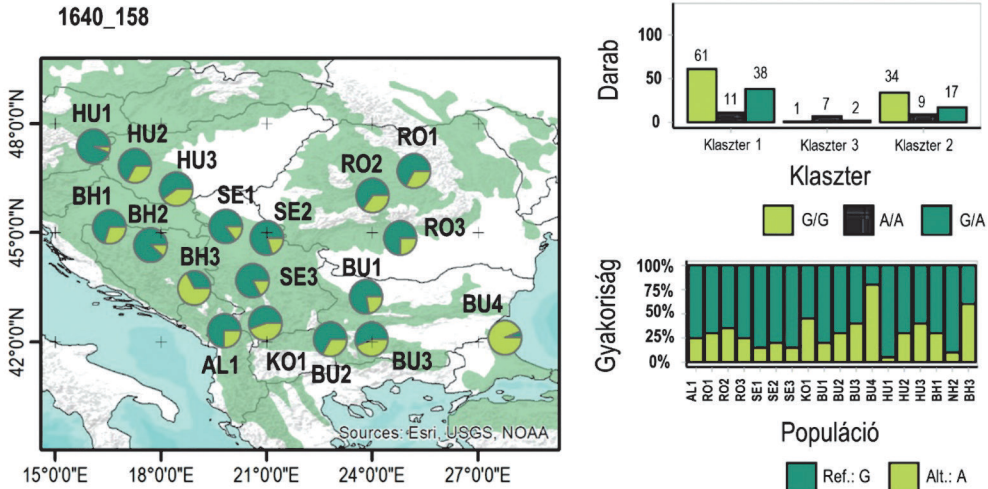 1640_158
48°0'0"N
45°0'0"N
42°0'0"N
15°0'0"E 18°0'0"E 21°0'0"E 24°0'0"E 27°0'0"E
HU1
HU2
HU3
RO1
RO2
BH1
BH2
SE1
SE2
RO3
BH3
SE3
BU1
BU4
AL1
KO1
BU2
BU3
Sources: Esri, USGS, NOAA
Darab
100
50
0
61
11
38
1
7
2
34
9
17
Klaszter 1 Klaszter 3 Klaszter 2
Klaszter
G/G A/A G/A
Gyakoriság
100%
75%
50%
25%
0%
AL1 RO1 RO2 RO3 SE1 SE2 SE3 KO1 BU1 BU2 BU3 BU4 HU1 HU2 HU3 BH1 NH2 BH3
Populáció
Ref.: G Alt.: A